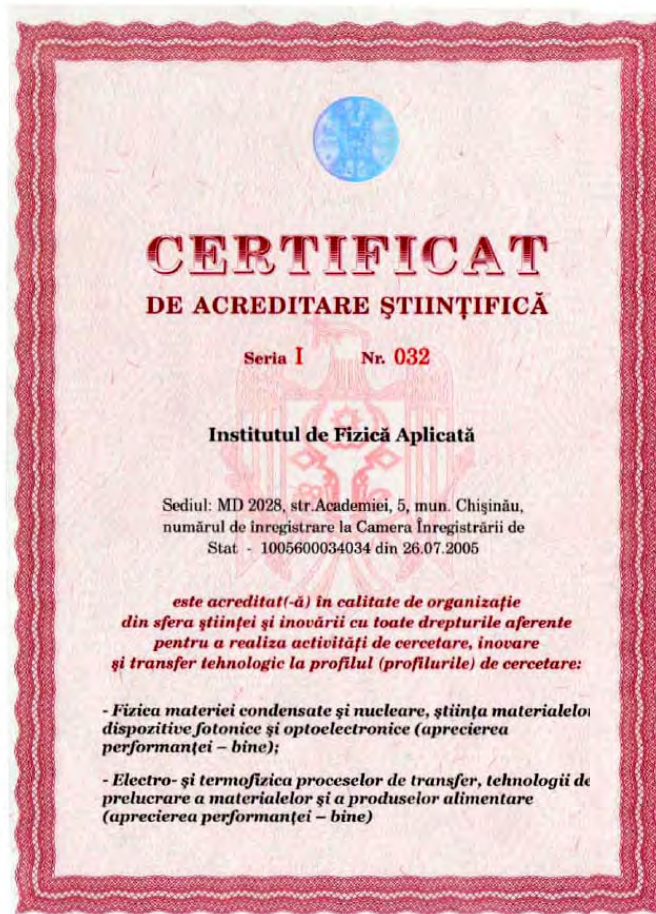 CERTIFICAT
DE ACREDITARE ŞTIINŢIFICĂ
Seria I Nr. 032
Institutul de Fizică Aplicată
Sediul: MD 2028, str.Academiei, 5, mun. Chişinău,
numărul de înregistrare la Camera Înregistrării de
Stat - 1005600034034 din 26.07.2005
este acreditat(-ă) în calitate de organizaţie
din sfera ştiinţei şi inovării cu toate drepturile aferente
pentru a realiza activităţi de cercetare, inovare
şi transfer tehnologic la profilul (profilurile) de cercetare:
- Fizica materiei condensate şi nucleare, ştiinţa materialelor
dispozitive fotonice şi optoelectronice (aprecierea
performanţei – bine);
- Electro- şi termofizica proceselor de transfer, tehnologii de
prelucrare a materialelor şi a produselor alimentare
(aprecierea performanţei – bine)